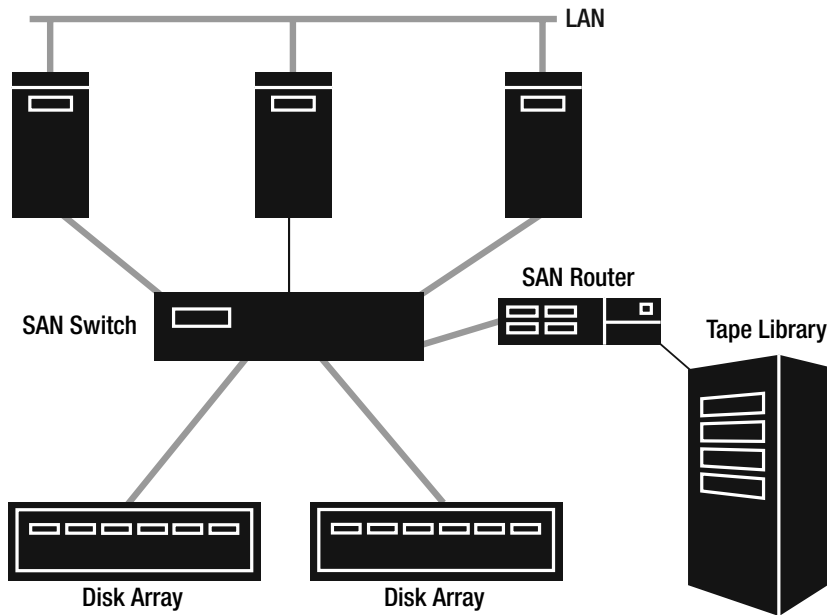 LAN
SAN Router
SAN Switch
Tape Library
Disk Array
Disk Array